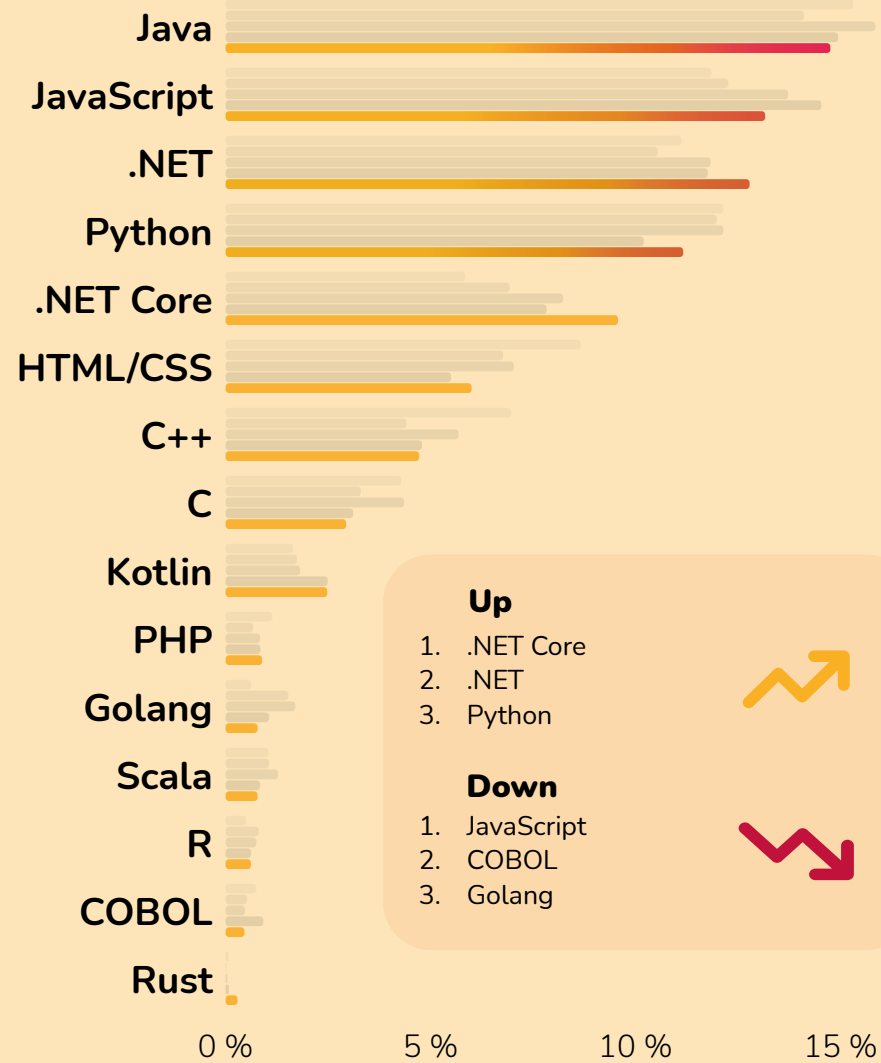 Java
JavaScript
.NET
Python
.NET Core
HTML/CSS
C++
C
Kotlin
PHP
Golang
Scala
R
COBOL
Rust
0 %
5 %
10 %
15 %
Up
1. .NET Core
2. .NET
3. Python
Down
1. JavaScript
2. COBOL
3. Golang